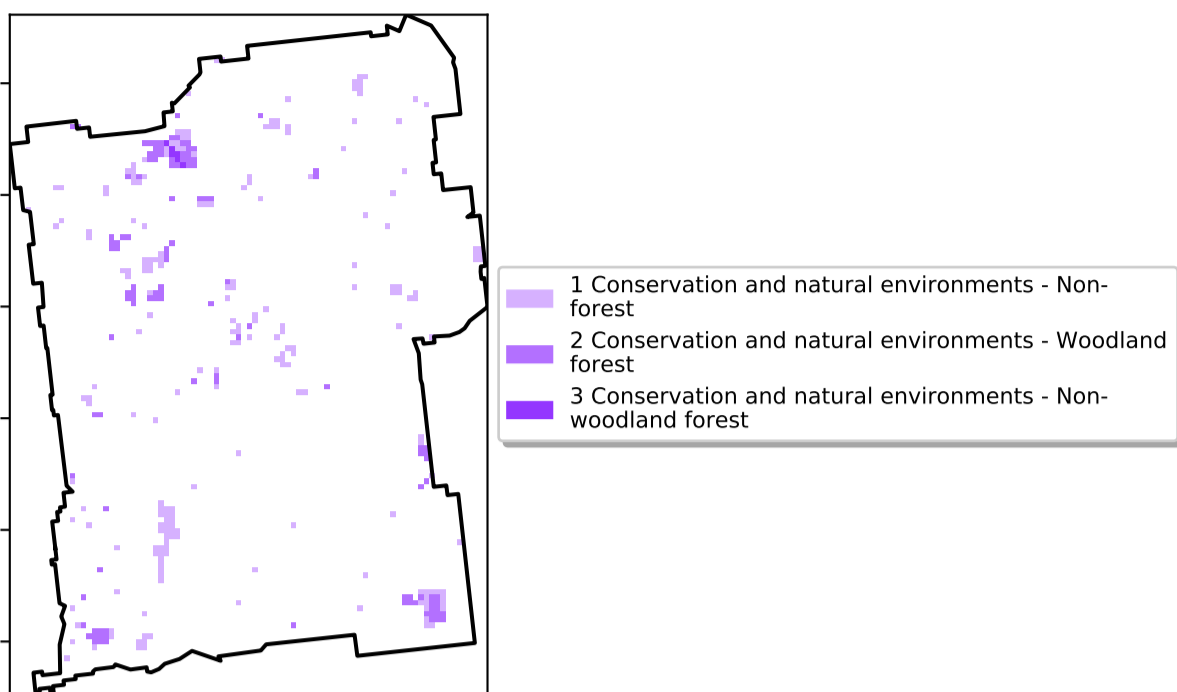 1 Conservation and natural environments - Non-
forest
2 Conservation and natural environments - Woodland
forest
3 Conservation and natural environments - Non-
woodland forest